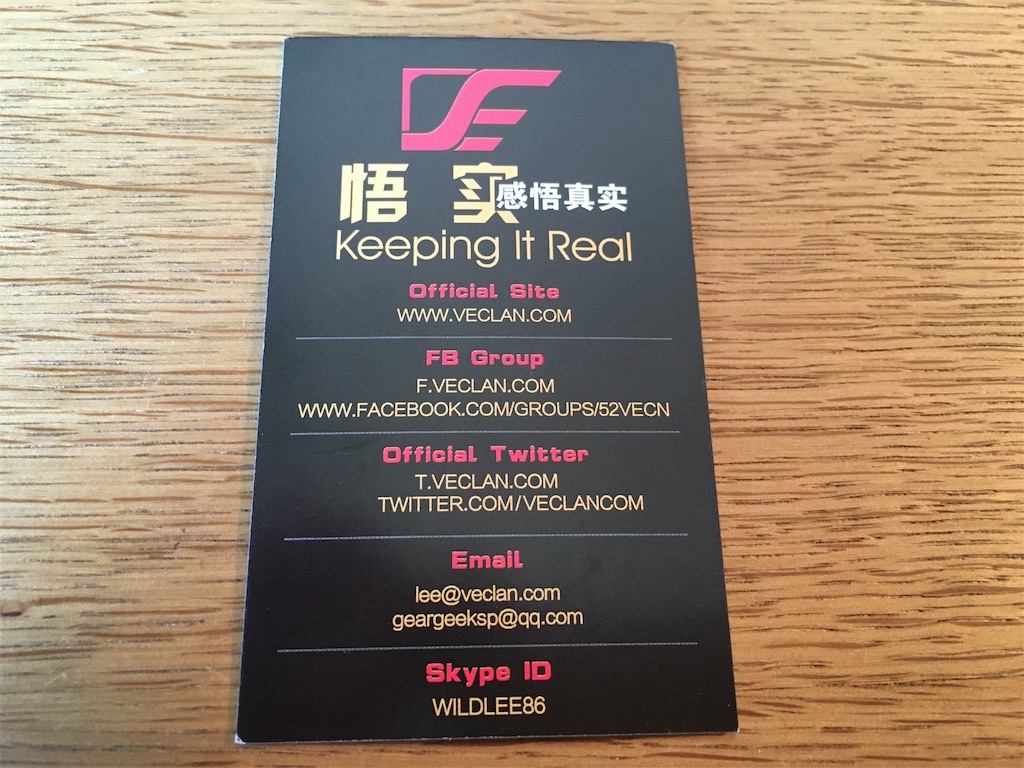 悟 实 感悟真实
Keeping It Real
Official Site
WWW.VECLAN.COM
FB Group
F.VECLAN.COM
WWW.FACEBOOK.COM/GROUPS/52VECN
Official Twitter
T.VECLAN.COM
TWITTER.COM/VECLANCOM
Email
lee@veclan.com
geargeeksp@qq.com
Skype ID
WILDLEE86